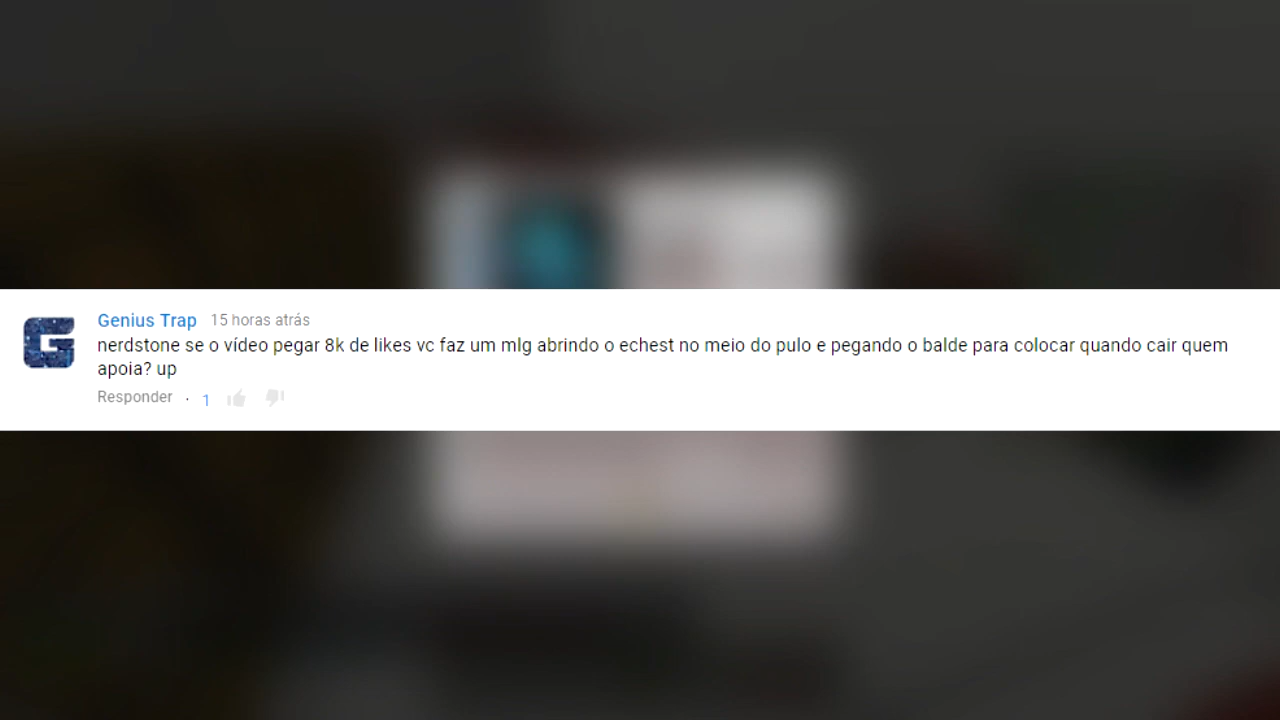 Genius Trap 15 horas atrás
nerdstone se o vídeo pegar 8k de likes vc faz um mlg abrindo o echest no meio do pulo e pegando o balde para colocar quando cair quem
apoia? up
Responder · 1